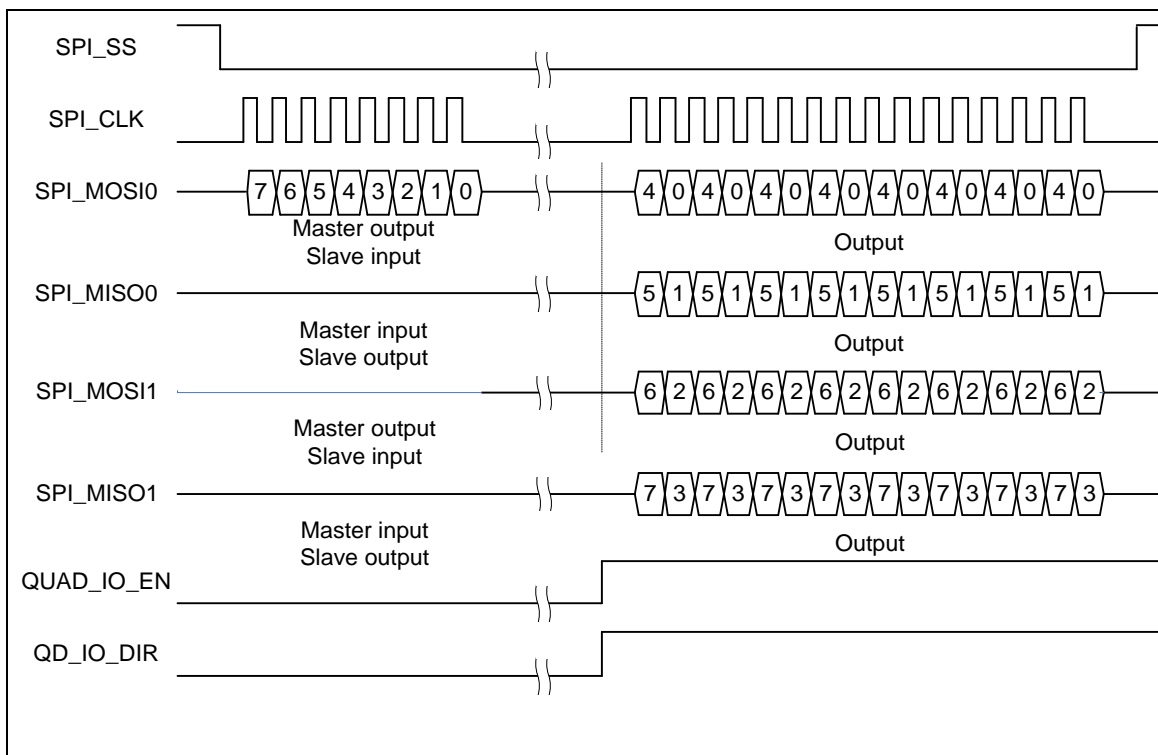 SPI_SS
SPI_CLK
SPI_MOSI0
7 6 5 4 3 2 1 0
4 0 4 0 4 0 4 0 4 0 4 0 4 0 4 0
Master output
Slave input
Output
SPI_MISO0
5 1 5 1 5 1 5 1 5 1 5 1 5 1 5 1
Master input
Slave output
Output
SPI_MOSI1
6 2 6 2 6 2 6 2 6 2 6 2 6 2 6 2
Master output
Slave input
Output
SPI_MISO1
7 3 7 3 7 3 7 3 7 3 7 3 7 3 7 3
Master input
Slave output
Output
QUAD_IO_EN
QD_IO_DIR